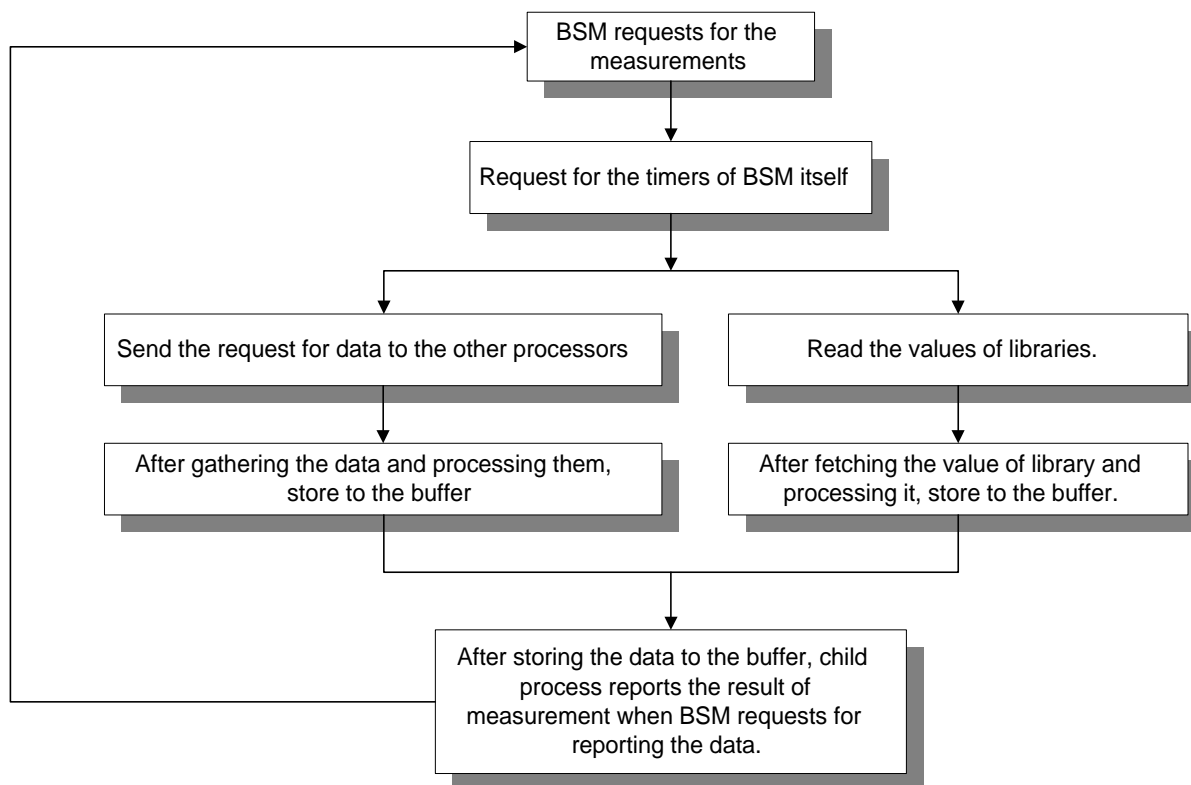 BSM requests for the
measurements
Request for the timers of BSM itself
Send the request for data to the other processors
Read the values of libraries.
After gathering the data and processing them,
store to the buffer
After fetching the value of library and
processing it, store to the buffer.
After storing the data to the buffer, child
process reports the result of
measurement when BSM requests for
reporting the data.